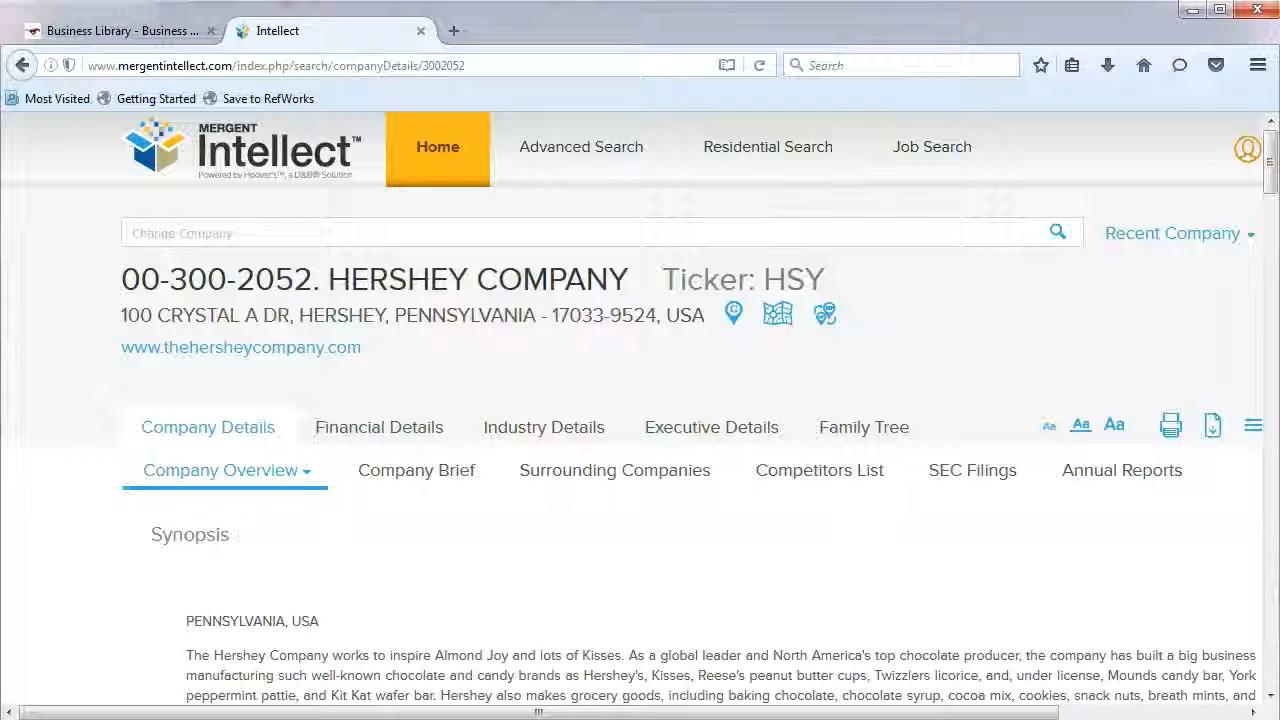 Business Library - Business ...
Intellect
www.mergentintellect.com/index.php/search/companyDetails/3002052
Search
Most Visited
Getting Started
Save to RefWorks
MERGENT
Intellect™
Powered by Hoover's™, a D&B® Solution
Home
Advanced Search
Residential Search
Job Search
Change Company
Recent Company
00-300-2052. HERSHEY COMPANY Ticker: HSY
100 CRYSTAL A DR, HERSHEY, PENNSYLVANIA - 17033-9524, USA
www.thehersheycompany.com
Company Details
Financial Details
Industry Details
Executive Details
Family Tree
Aa Aa Aa
Company Overview
Company Brief
Surrounding Companies
Competitors List
SEC Filings
Annual Reports
Synopsis
PENNSYLVANIA, USA
The Hershey Company works to inspire Almond Joy and lots of Kisses. As a global leader and North America's top chocolate producer, the company has built a big business
manufacturing such well-known chocolate and candy brands as Hershey's, Kisses, Reese's peanut butter cups, Twizzlers licorice, and, under license, Mounds candy bar, York
peppermint pattie, and Kit Kat wafer bar. Hershey also makes grocery goods, including baking chocolate, chocolate syrup, cocoa mix, cookies, snack nuts, breath mints, and